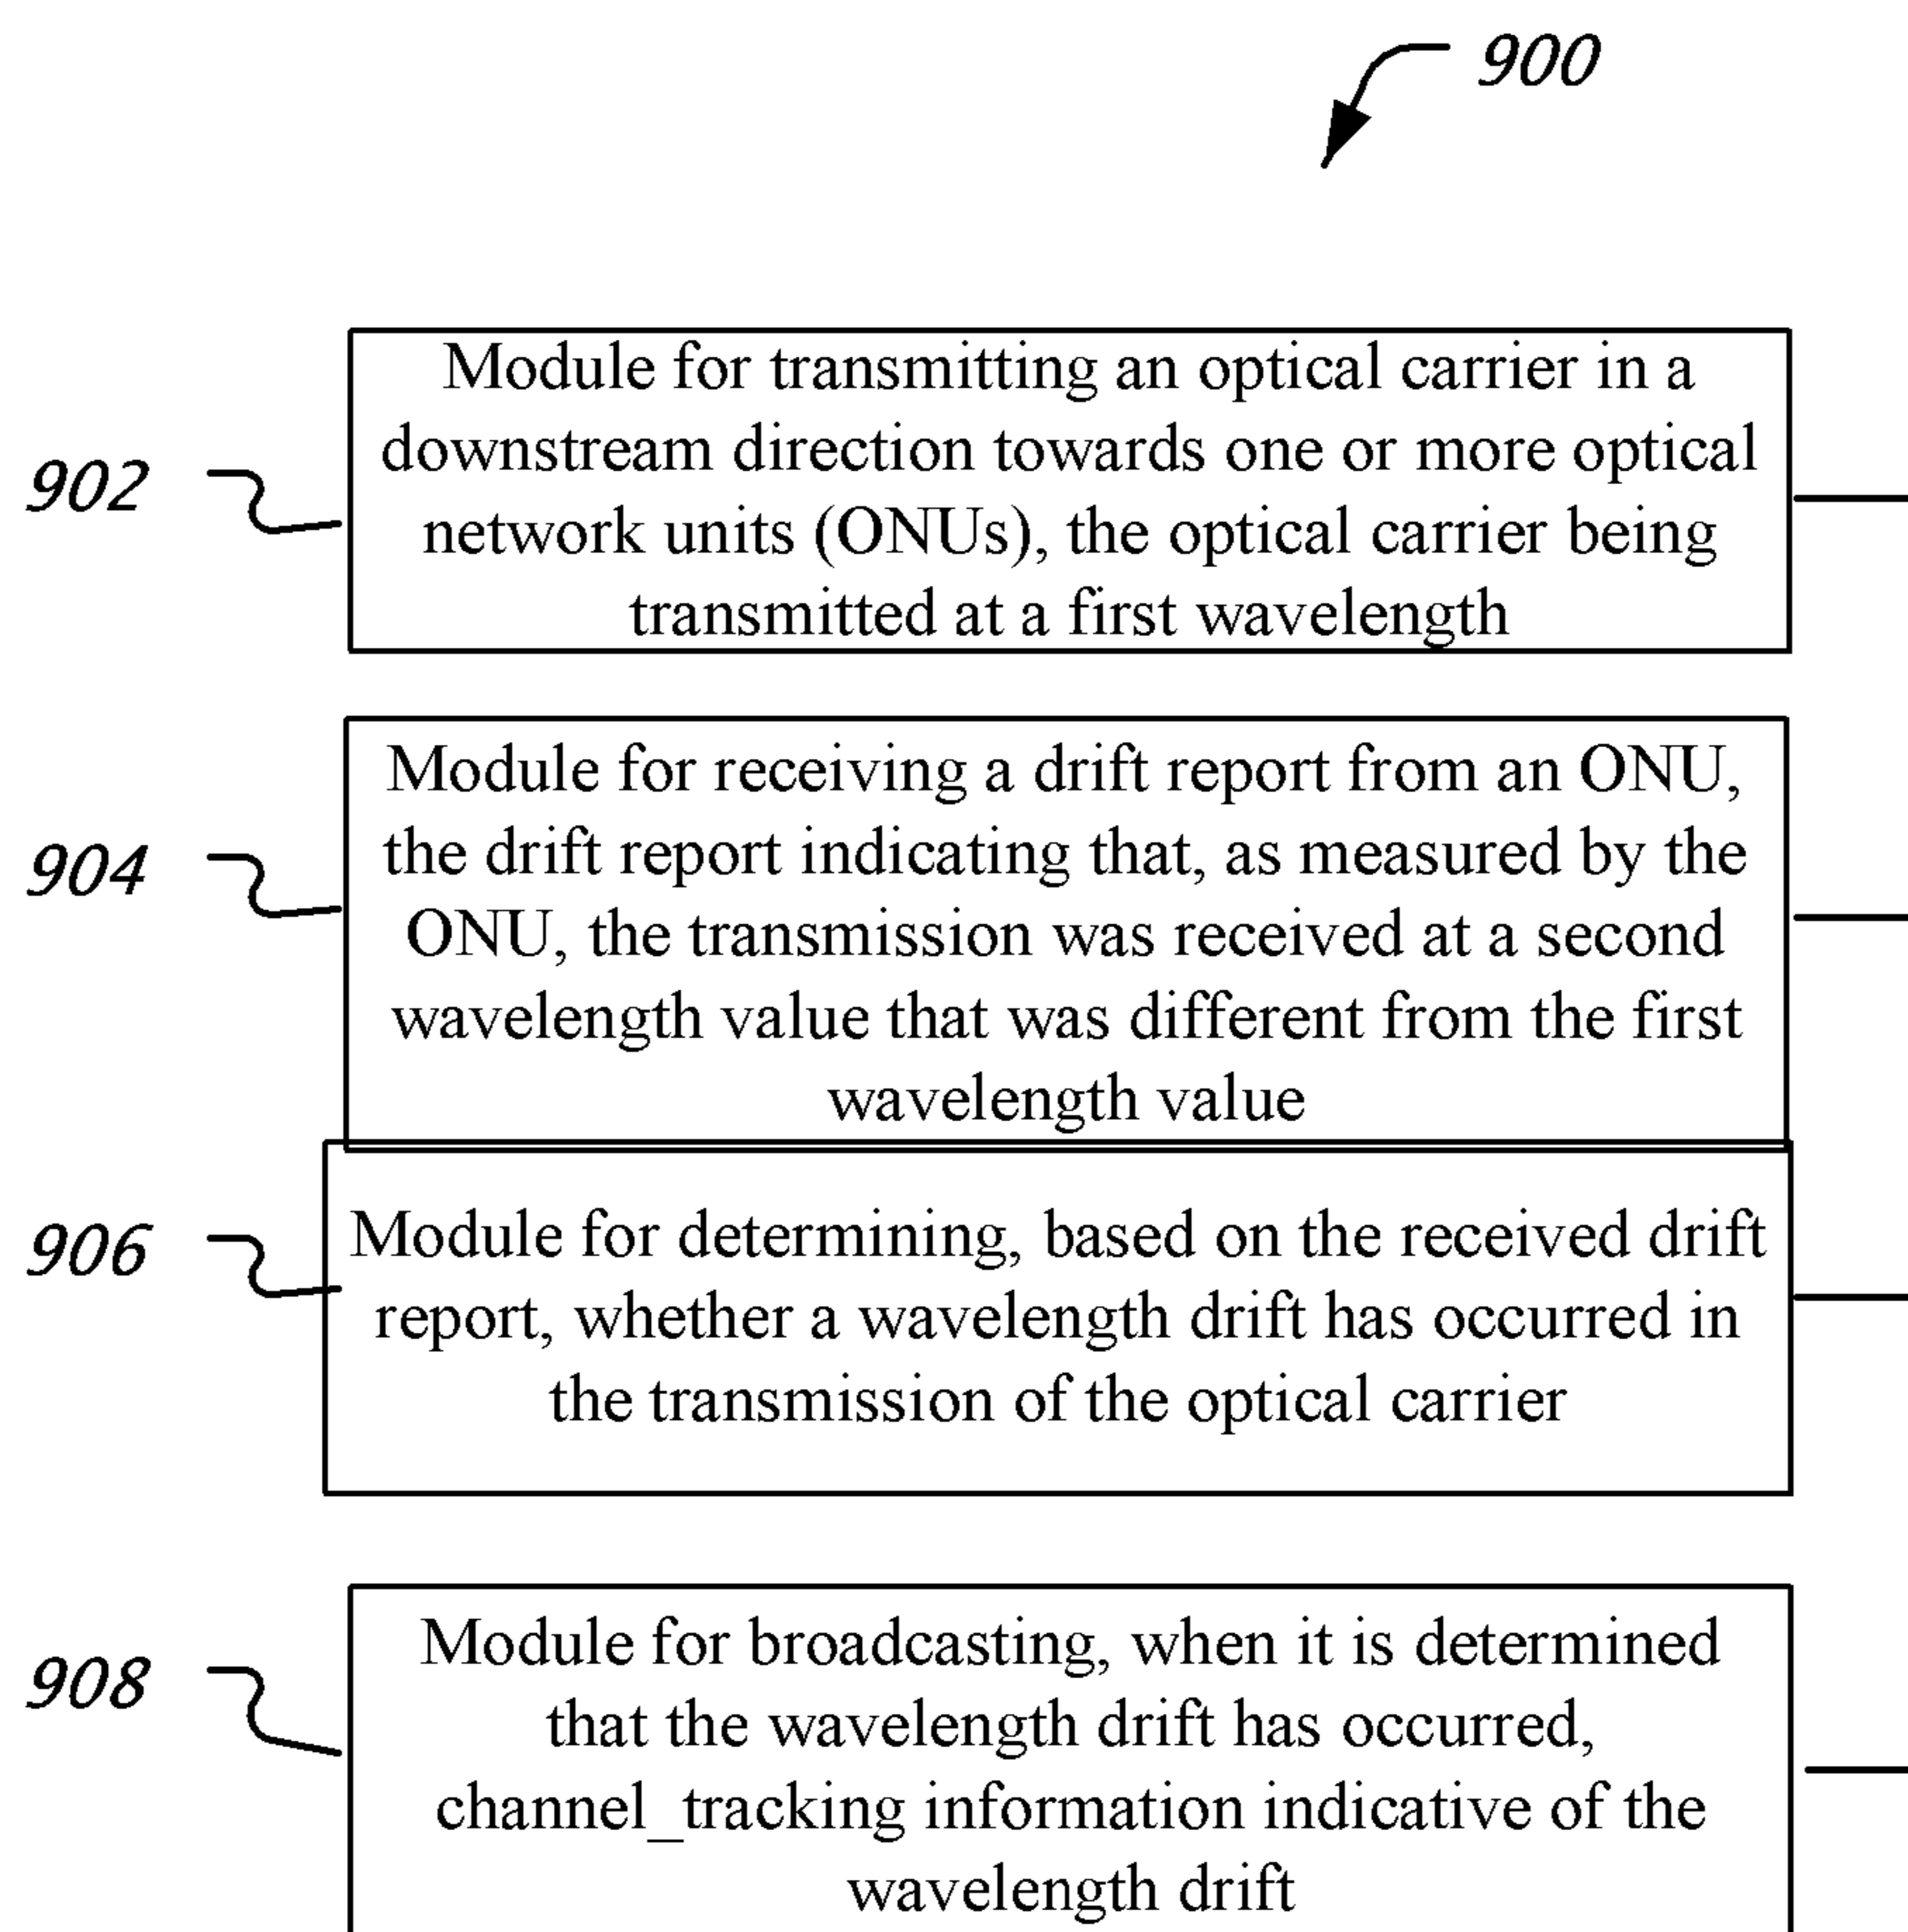 900
902
Module for transmitting an optical carrier in a
downstream direction towards one or more optical
network units (ONUs), the optical carrier being
transmitted at a first wavelength
904
Module for receiving a drift report from an ONU,
the drift report indicating that, as measured by the
ONU, the transmission was received at a second
wavelength value that was different from the first
wavelength value
906
Module for determining, based on the received drift
report, whether a wavelength drift has occurred in
the transmission of the optical carrier
908
Module for broadcasting, when it is determined
that the wavelength drift has occurred,
channel_tracking information indicative of the
wavelength drift